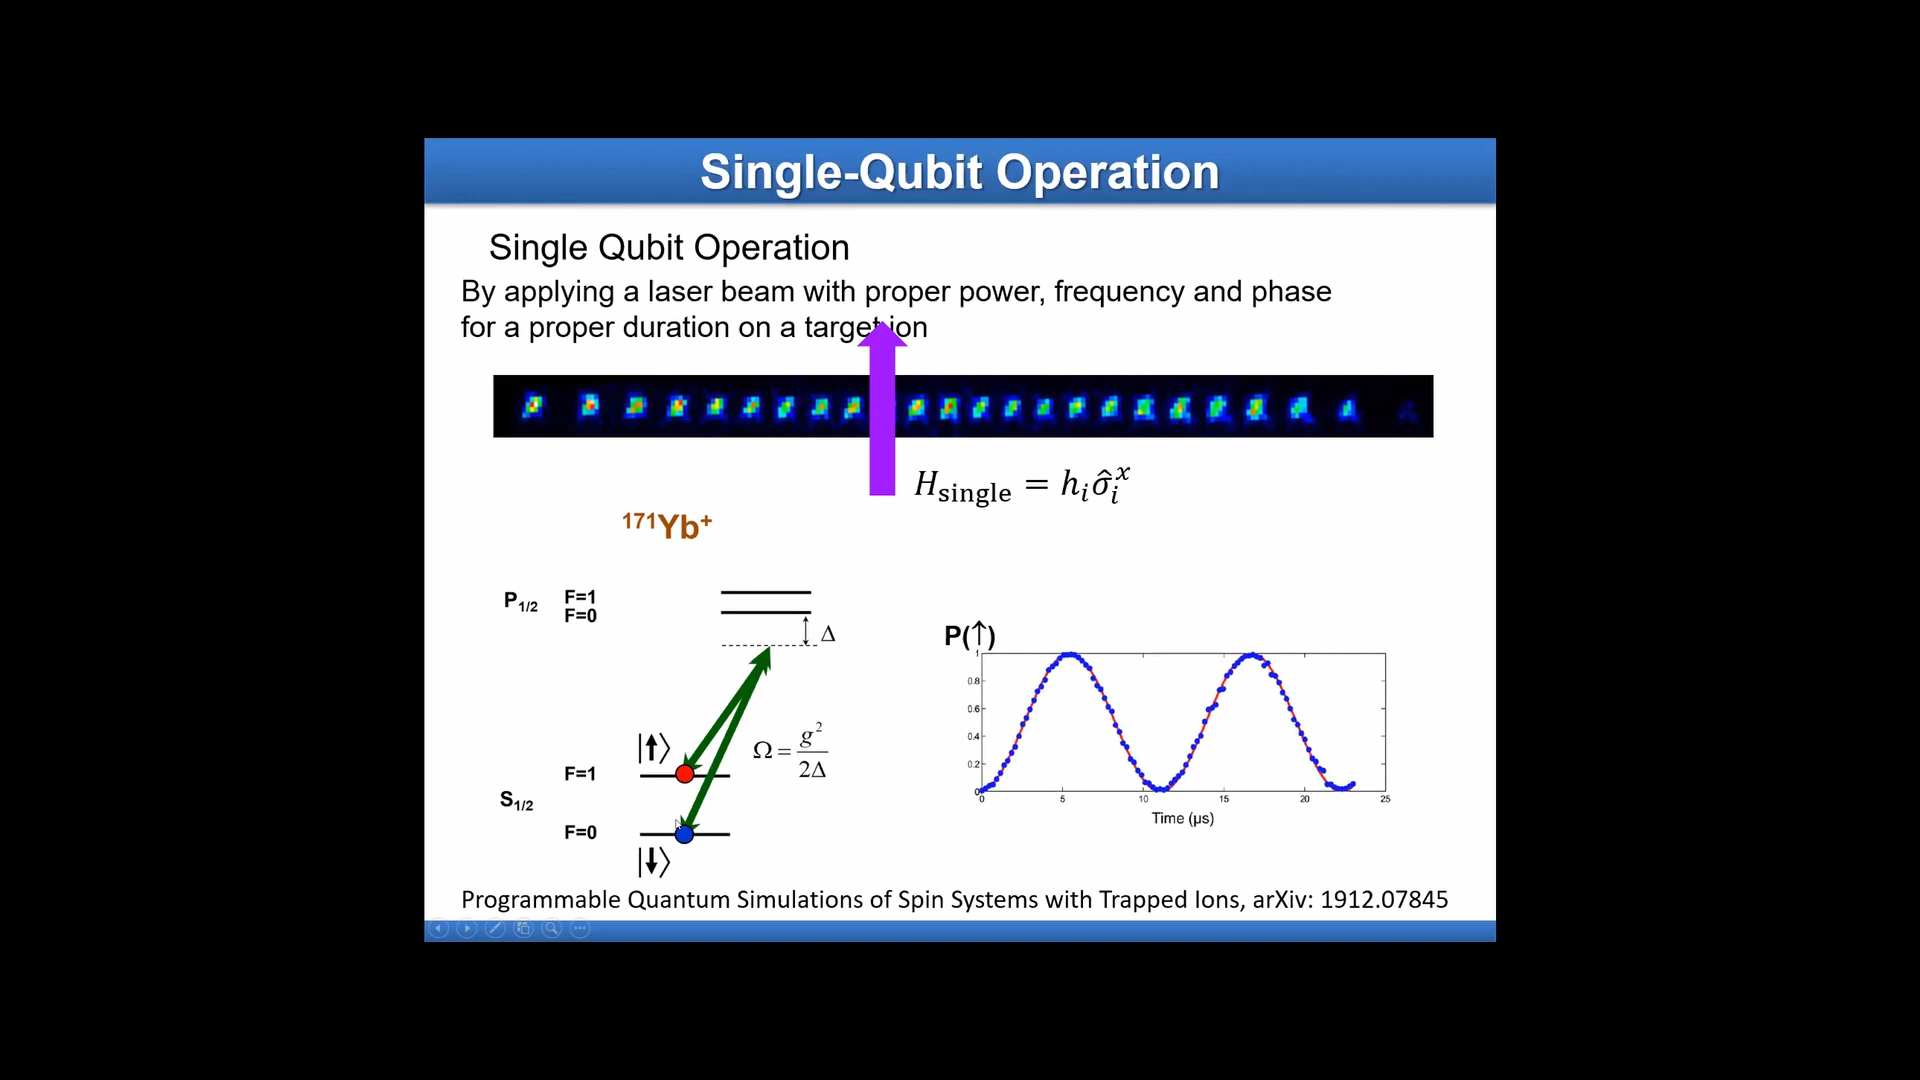 Single-Qubit Operation
Single Qubit Operation
By applying a laser beam with proper power, frequency and phase
for a proper duration on a target ion
H_single = h_i σ̂_i^x
¹⁷¹Yb⁺
P₁/₂ F=1
F=0
Δ
|↑⟩
Ω = g² / 2Δ
F=1
S₁/₂
F=0
|↓⟩
P(↑)
1
0.8
0.6
0.4
0.2
0
0 5 10 15 20 25
Time (µs)
Programmable Quantum Simulations of Spin Systems with Trapped Ions, arXiv: 1912.07845